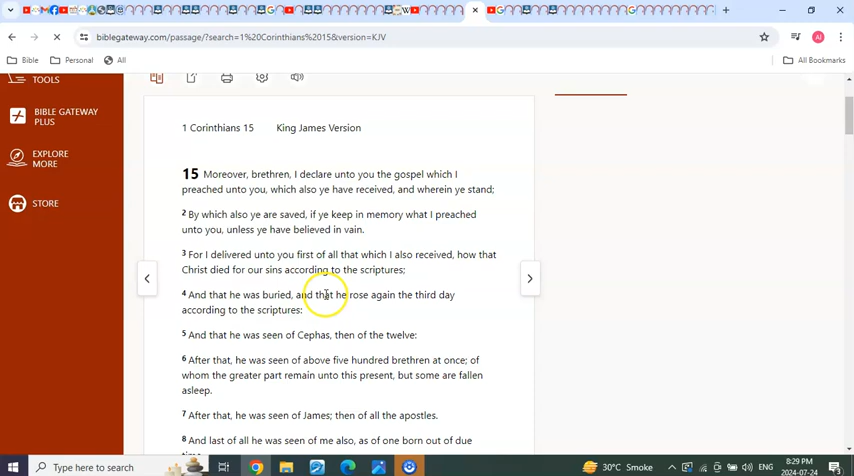 biblegateway.com/passage/?search=1%20Corinthians%2015&version=KJV
AI
Bible
Personal
All
All Bookmarks
TOOLS
BIBLE GATEWAY
PLUS
EXPLORE
MORE
STORE
1 Corinthians 15 King James Version
15 Moreover, brethren, I declare unto you the gospel which I
preached unto you, which also ye have received, and wherein ye stand;
2 By which also ye are saved, if ye keep in memory what I preached
unto you, unless ye have believed in vain.
3 For I delivered unto you first of all that which I also received, how that
Christ died for our sins according to the scriptures;
4 And that he was buried, and that he rose again the third day
according to the scriptures:
5 And that he was seen of Cephas, then of the twelve:
6 After that, he was seen of above five hundred brethren at once; of
whom the greater part remain unto this present, but some are fallen
asleep.
7 After that, he was seen of James; then of all the apostles.
8 And last of all he was seen of me also, as of one born out of due
time.
Type here to search
30°C Smoke
ENG
8:29 PM
2024-07-24
3